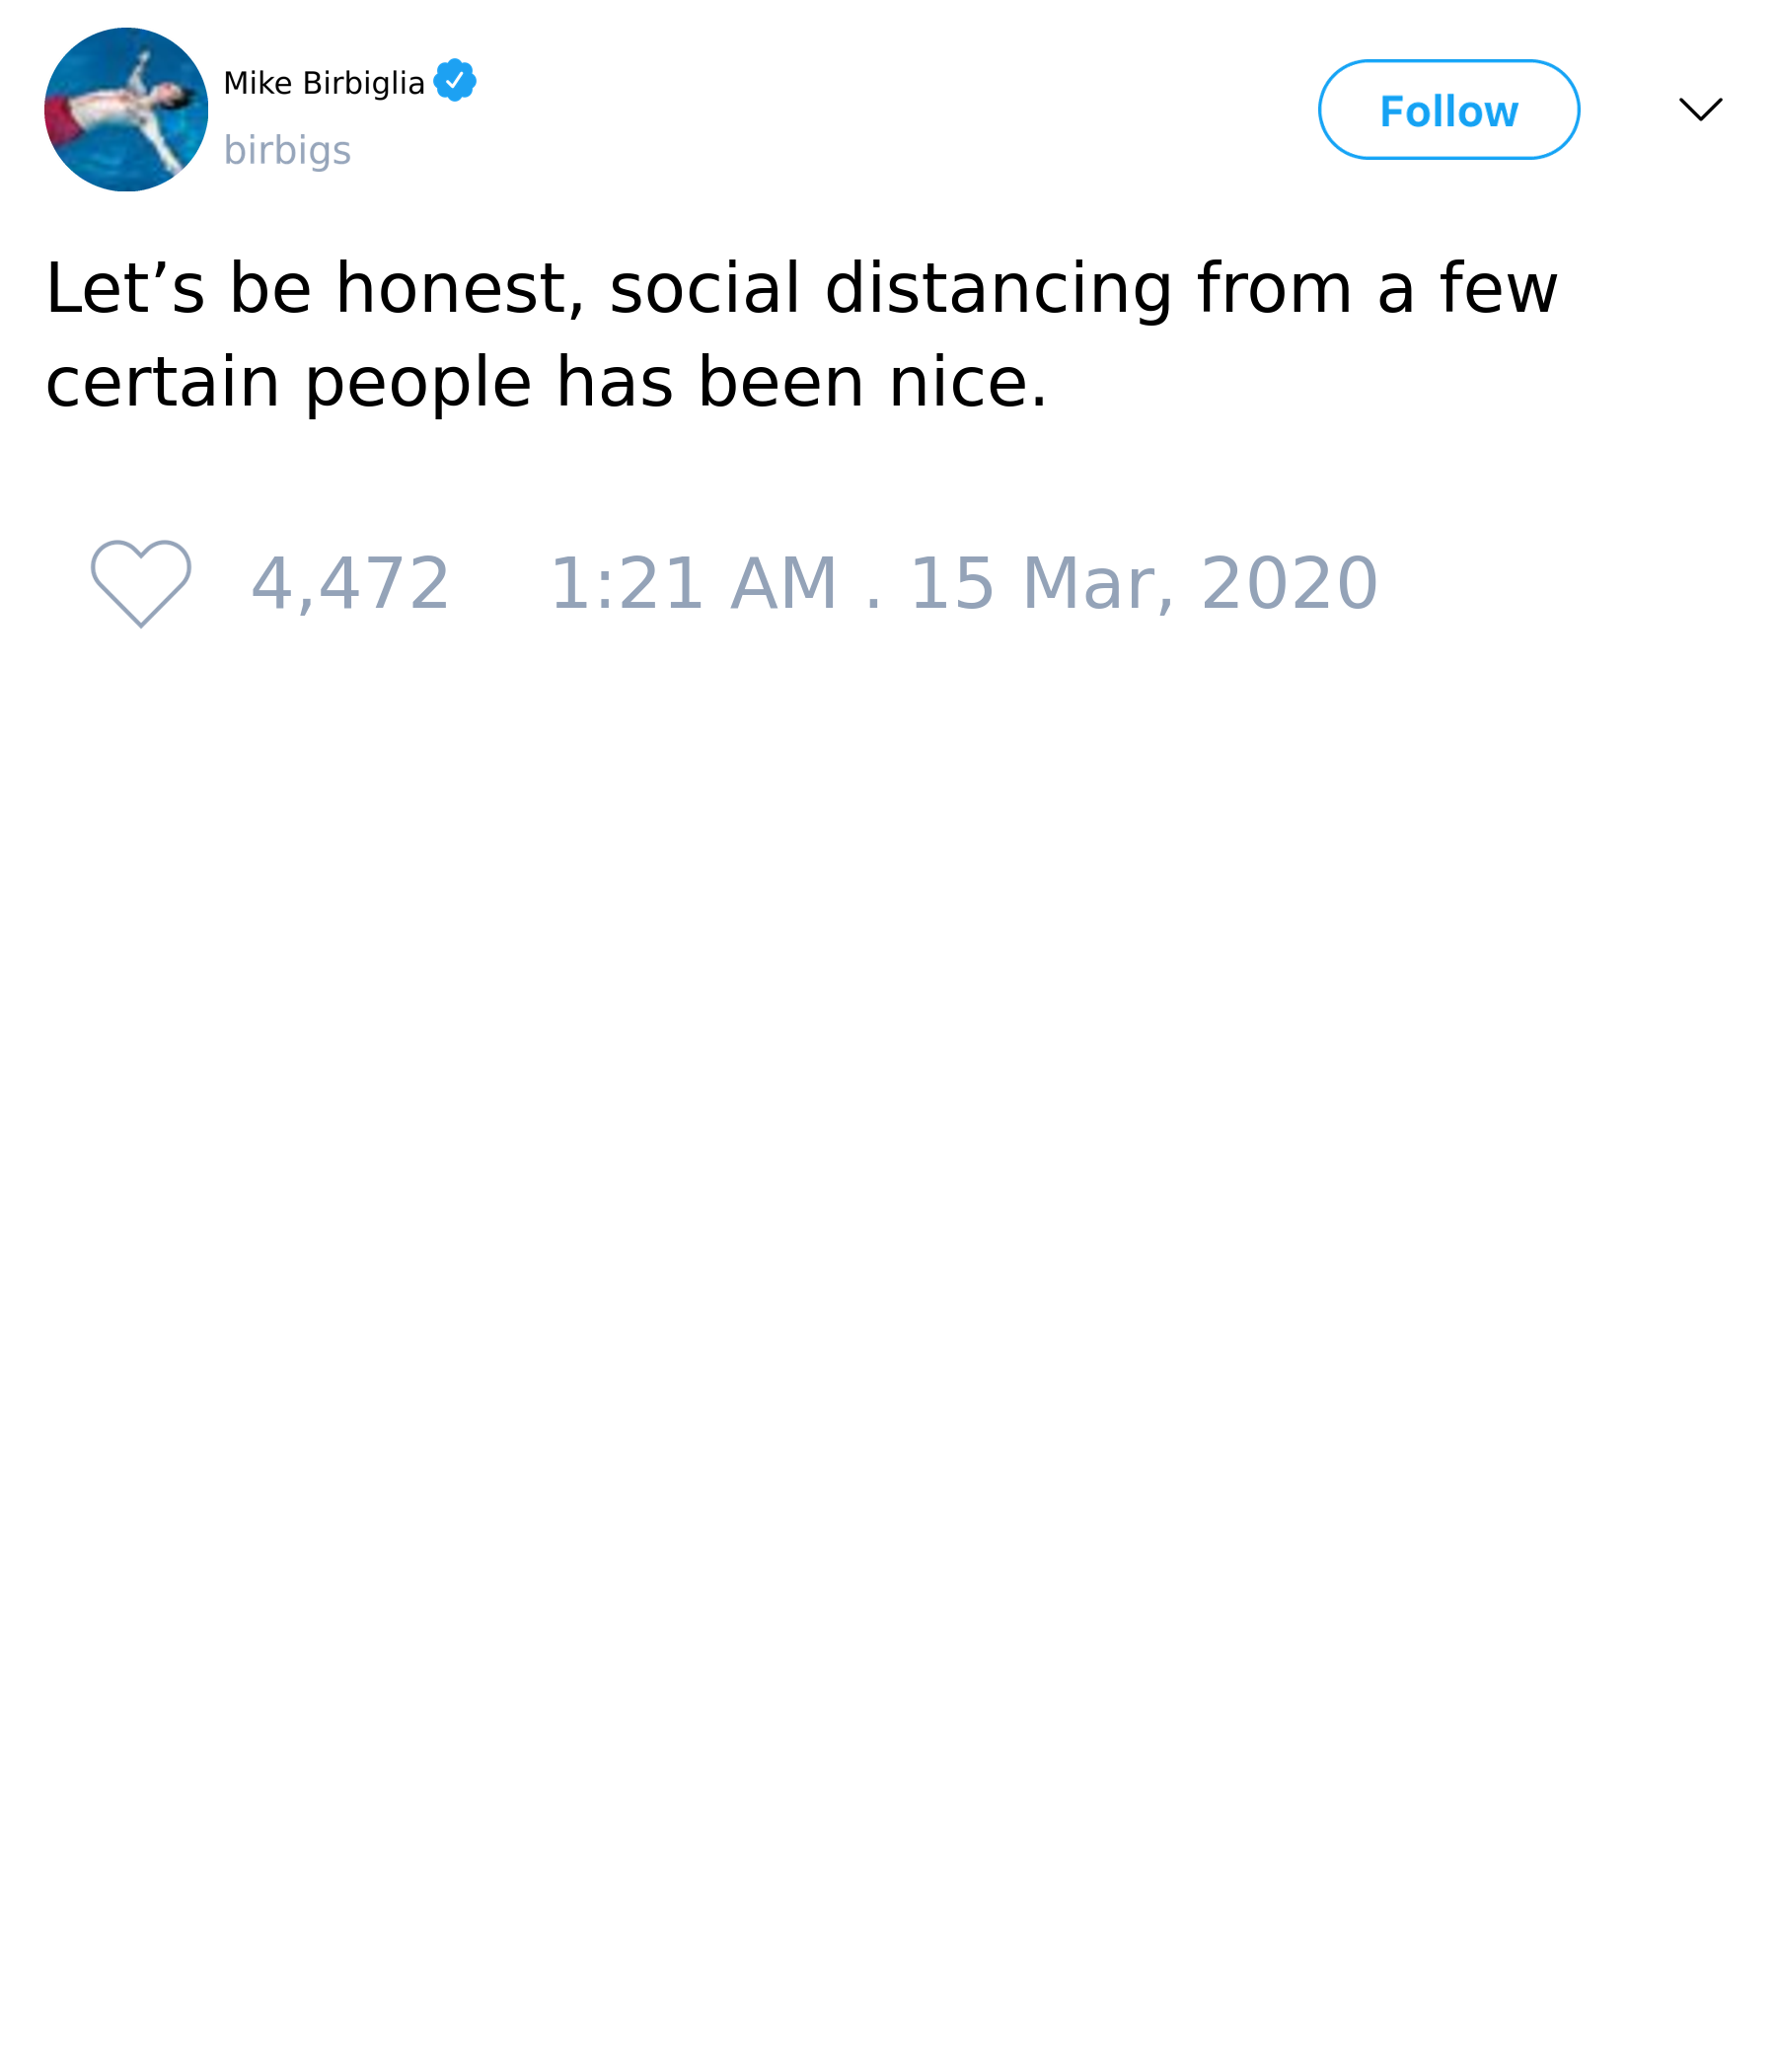 Mike Birbiglia
birbigs
Follow
Let’s be honest, social distancing from a few
certain people has been nice.
4,472 1:21 AM . 15 Mar, 2020